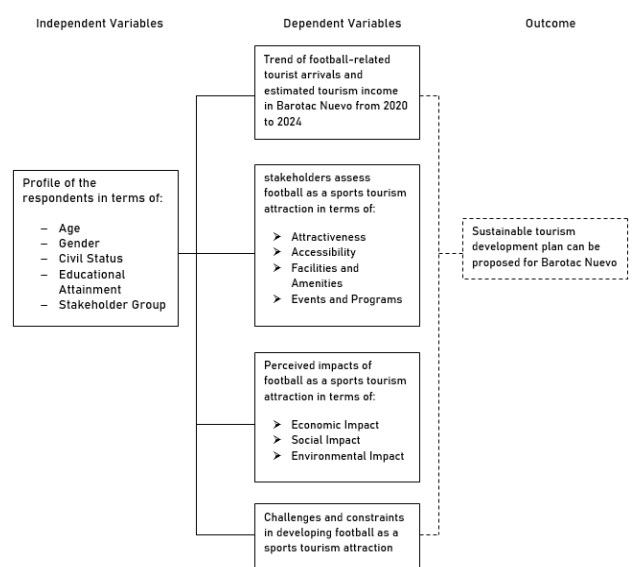 Independent Variables
Dependent Variables
Outcome
Profile of the
respondents in terms of:
– Age
– Gender
– Civil Status
– Educational
Attainment
– Stakeholder Group
Trend of football-related
tourist arrivals and
estimated tourism income
in Barotac Nuevo from 2020
to 2024
stakeholders assess
football as a sports tourism
attraction in terms of:
➤ Attractiveness
➤ Accessibility
➤ Facilities and
Amenities
➤ Events and Programs
Perceived impacts of
football as a sports tourism
attraction in terms of:
➤ Economic Impact
➤ Social Impact
➤ Environmental Impact
Challenges and constraints
in developing football as a
sports tourism attraction
Sustainable tourism
development plan can be
proposed for Barotac Nuevo